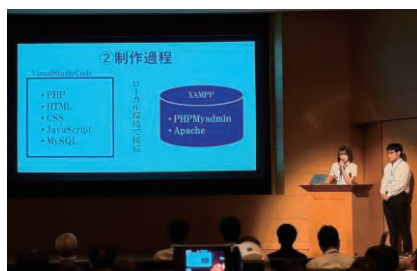 ②制作過程
VisualStudioCode
• PHP
• HTML
• CSS
• JavaScript
• MySQL
ローカル環境で接続
XAMPP
• PHPMyadmin
• Apache